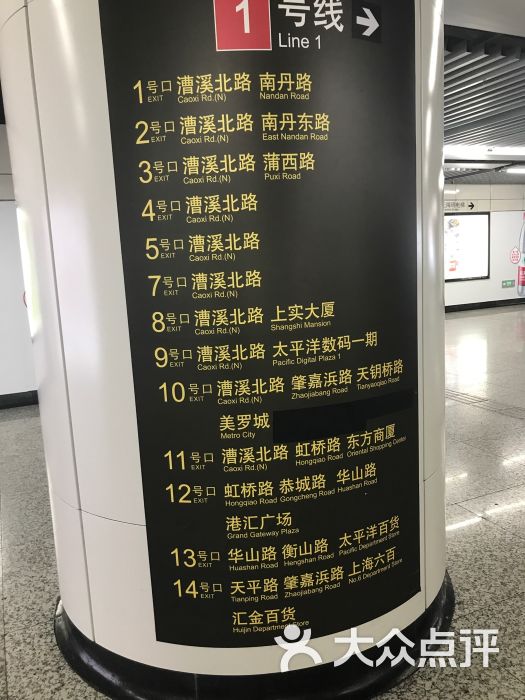 1 号线
Line 1
1号口 漕溪北路 南丹路
EXIT Caoxi Rd.(N) Nandan Road
2号口 漕溪北路 南丹东路
EXIT Caoxi Rd.(N) East Nandan Road
3号口 漕溪北路 蒲西路
EXIT Caoxi Rd.(N) Puxi Road
4号口 漕溪北路
EXIT Caoxi Rd.(N)
5号口 漕溪北路
EXIT Caoxi Rd.(N)
7号口 漕溪北路
EXIT Caoxi Rd.(N)
8号口 漕溪北路 上实大厦
EXIT Caoxi Rd.(N) Shangshi Mansion
9号口 漕溪北路 太平洋数码一期
EXIT Caoxi Rd.(N) Pacific Digital Plaza 1
10号口 漕溪北路 肇嘉浜路 天钥桥路
EXIT Caoxi Rd.(N) Zhaojiabang Road Tianyaoqiao Road
美罗城
Metro City
11号口 漕溪北路 虹桥路 东方商厦
EXIT Caoxi Rd.(N) Hongqiao Road Oriental Shopping Center
12号口 虹桥路 恭城路 华山路
EXIT Hongqiao Road Gongcheng Road Huashan Road
港汇广场
Grand Gateway Plaza
13号口 华山路 衡山路 太平洋百货
EXIT Huashan Road Hengshan Road Pacific Department Store
14号口 天平路 肇嘉浜路 上海六百
EXIT Tianping Road Zhaojiabang Road No.6 Department Store
汇金百货
Huijin Department Store
大众点评